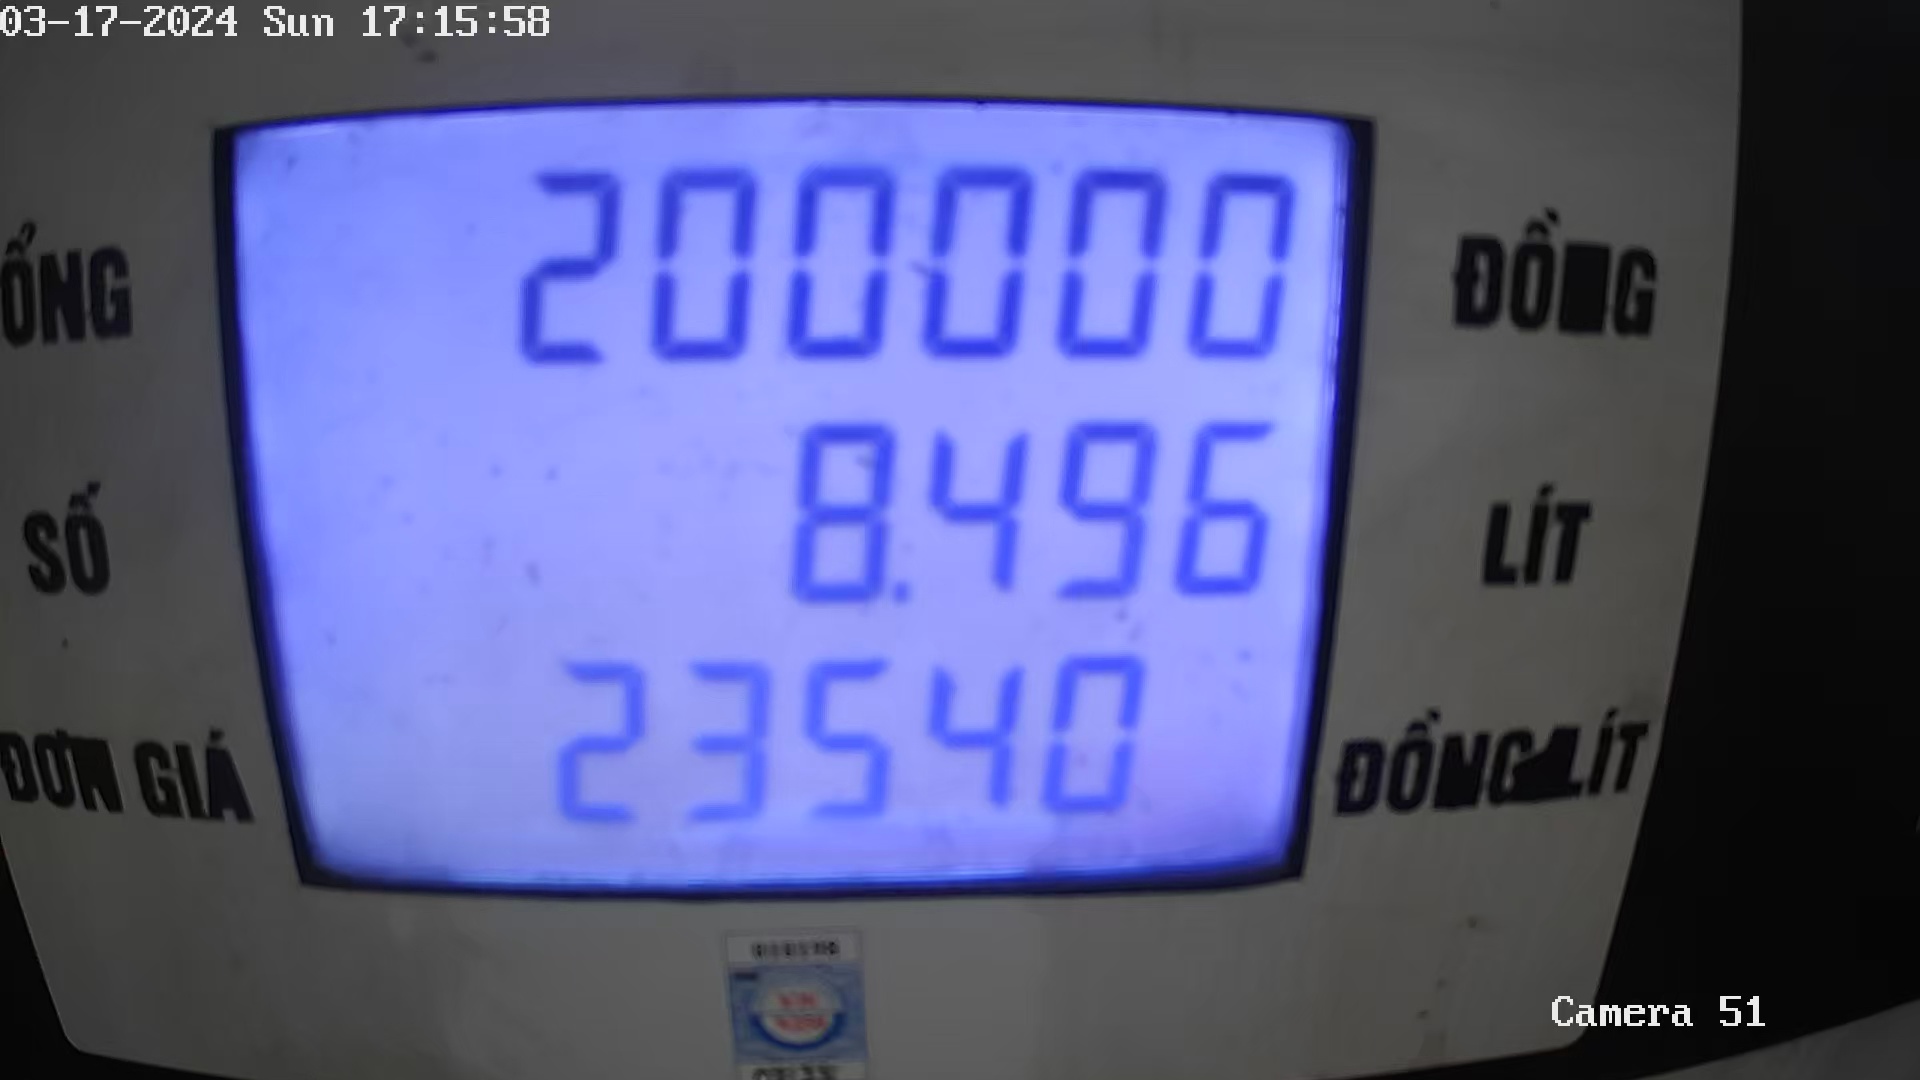 03-17-2024 Sun 17:15:58
ỔNG 200000 ĐỒNG
SỐ 8.496 LÍT
ĐƠN GIÁ 23540 ĐỒNG/LÍT
Camera 51